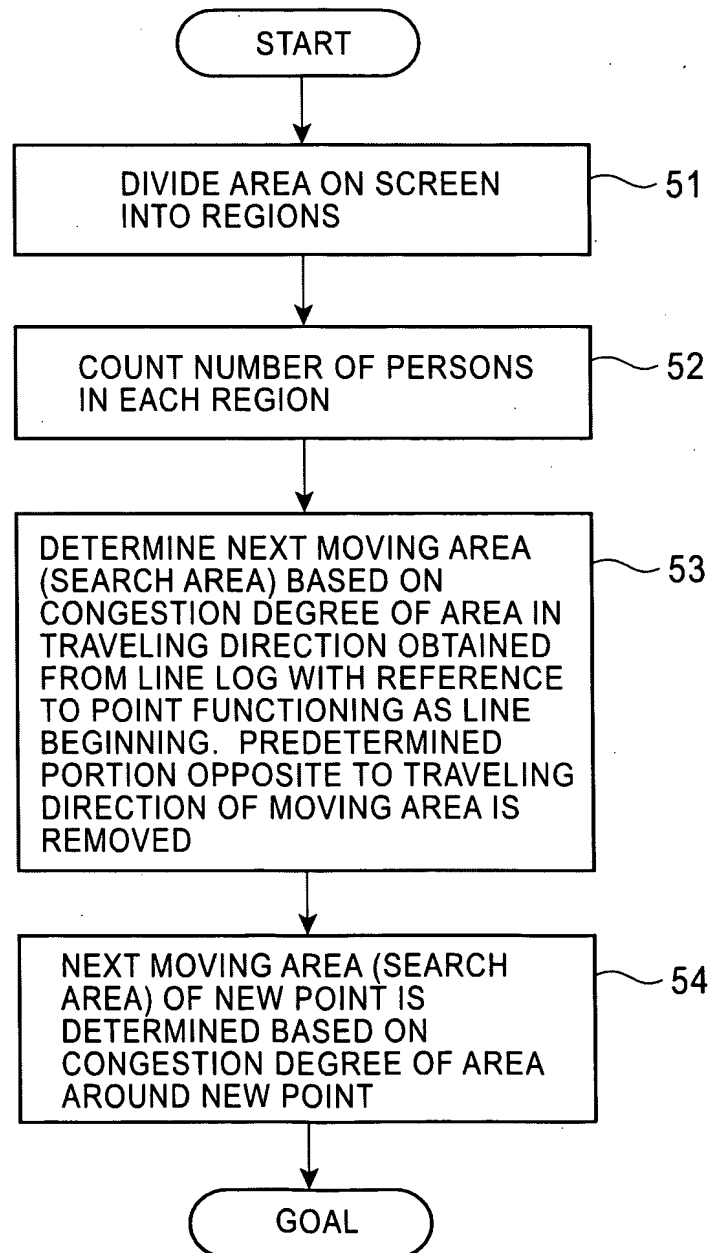 START
DIVIDE AREA ON SCREEN
INTO REGIONS
51
COUNT NUMBER OF PERSONS
IN EACH REGION
52
DETERMINE NEXT MOVING AREA
(SEARCH AREA) BASED ON
CONGESTION DEGREE OF AREA IN
TRAVELING DIRECTION OBTAINED
FROM LINE LOG WITH REFERENCE
TO POINT FUNCTIONING AS LINE
BEGINNING. PREDETERMINED
PORTION OPPOSITE TO TRAVELING
DIRECTION OF MOVING AREA IS
REMOVED
53
NEXT MOVING AREA (SEARCH
AREA) OF NEW POINT IS
DETERMINED BASED ON
CONGESTION DEGREE OF AREA
AROUND NEW POINT
54
GOAL